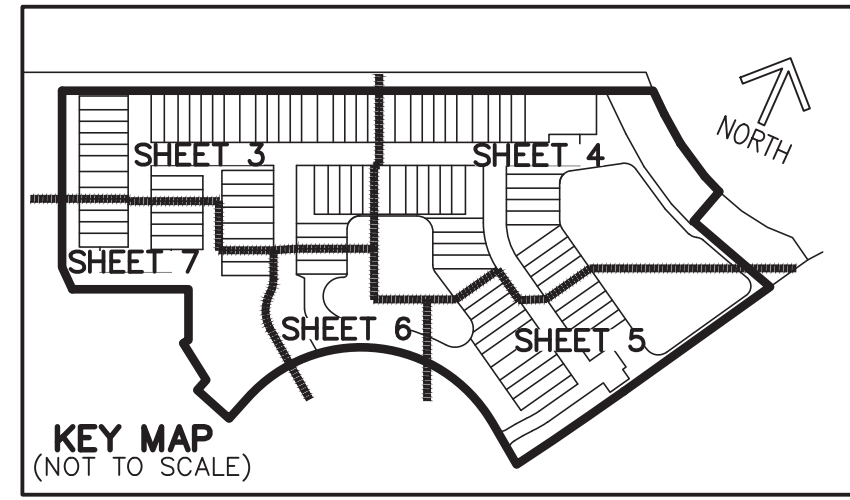 NORTH
SHEET 3
SHEET 4
SHEET 7
SHEET 6
SHEET 5
KEY MAP
(NOT TO SCALE)